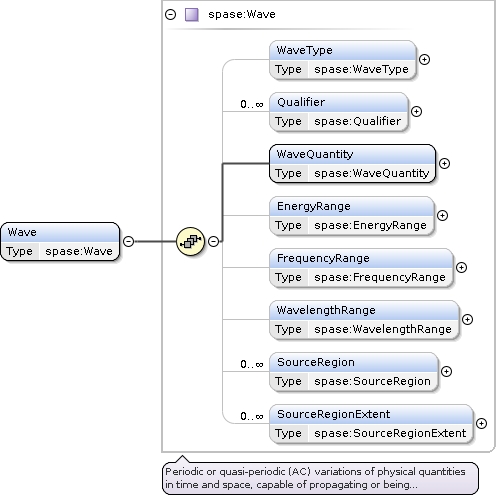 spase:Wave
WaveType
Type spase:WaveType
0..∞
Qualifier
Type spase:Qualifier
WaveQuantity
Type spase:WaveQuantity
EnergyRange
Type spase:EnergyRange
Wave
Type spase:Wave
FrequencyRange
Type spase:FrequencyRange
WavelengthRange
Type spase:WavelengthRange
0..∞
SourceRegion
Type spase:SourceRegion
0..∞
SourceRegionExtent
Type spase:SourceRegionExtent
Periodic or quasi-periodic (AC) variations of physical quantities
in time and space, capable of propagating or being...